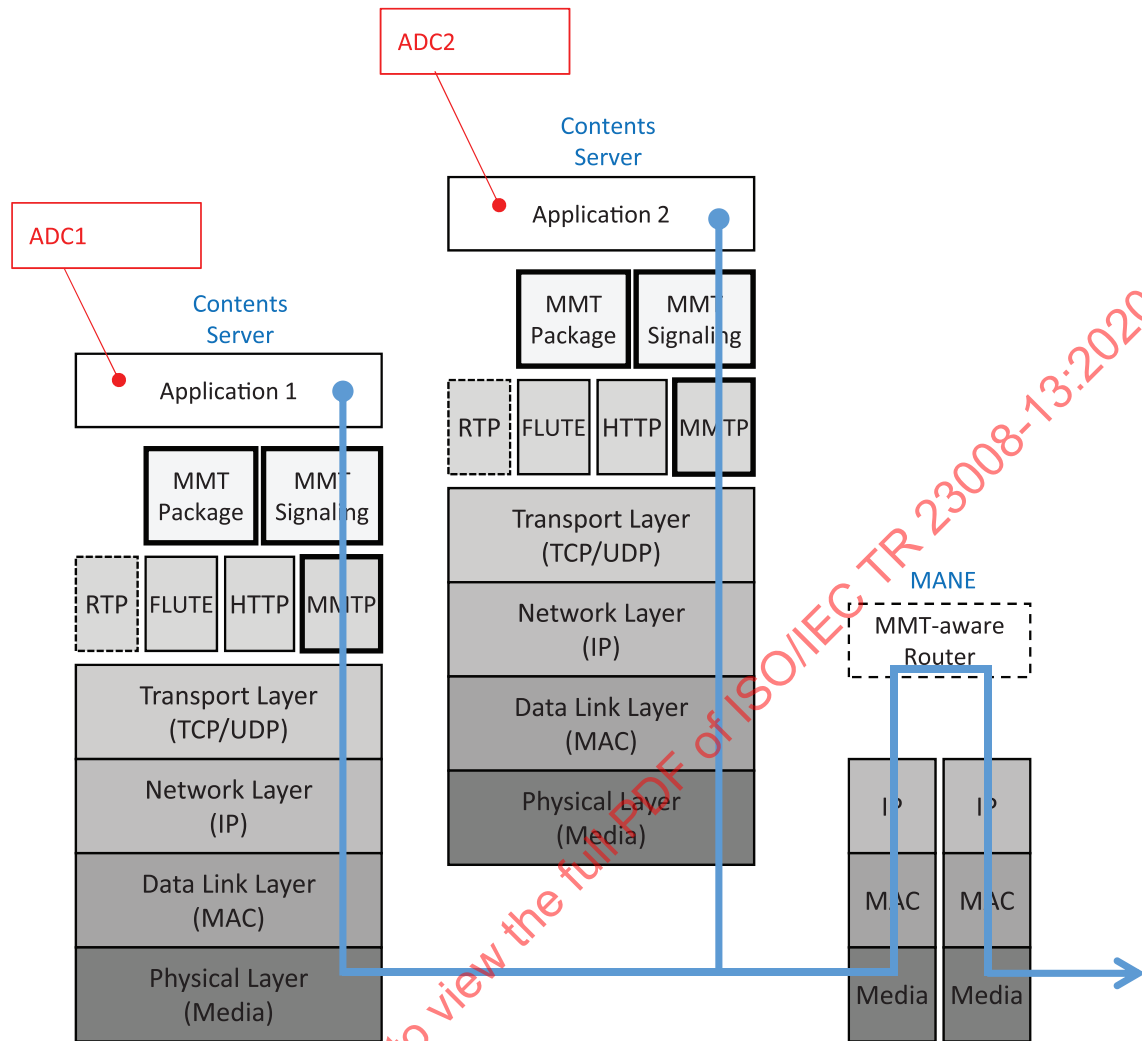 ADC2
Contents
Server
Application 2
MMT
Package
MMT
Signaling
RTP
FLUTE
HTTP
MMTP
Transport Layer
(TCP/UDP)
Network Layer
(IP)
Data Link Layer
(MAC)
Physical Layer
(Media)
ADC1
Contents
Server
Application 1
MMT
Package
MMT
Signaling
RTP
FLUTE
HTTP
MMTP
Transport Layer
(TCP/UDP)
Network Layer
(IP)
Data Link Layer
(MAC)
Physical Layer
(Media)
MANE
MMT-aware
Router
IP
IP
MAC
MAC
Media
Media
to view the full PDF of ISO/IEC TR 23008-13:2020